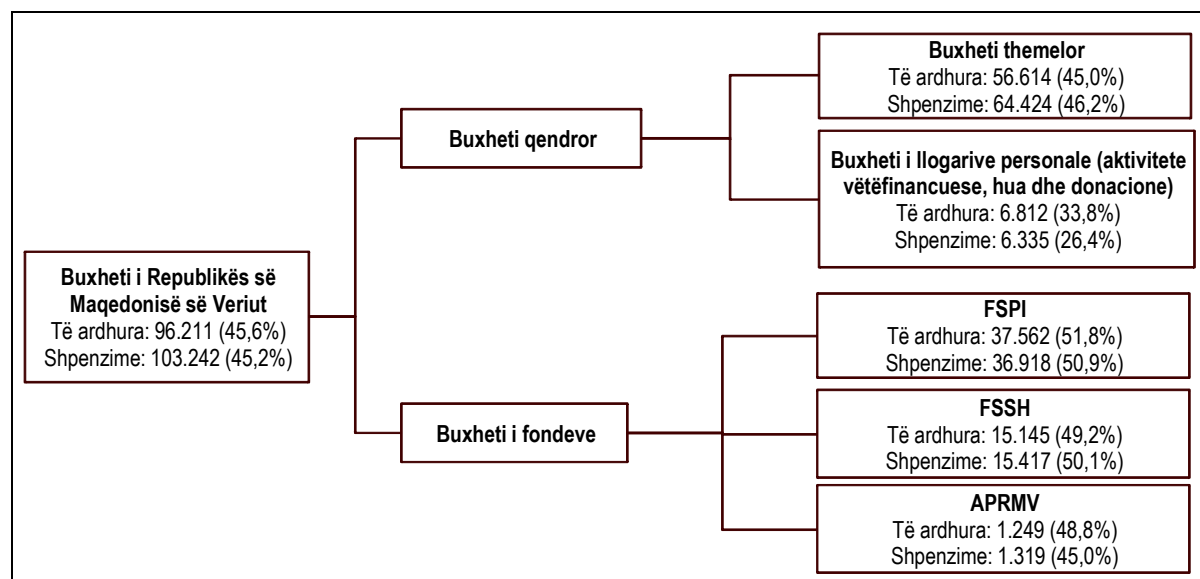 Buxheti i Republikës së
Maqedonisë së Veriut
Të ardhura: 96.211 (45,6%)
Shpenzime: 103.242 (45,2%)
Buxheti qendror
Buxheti themelor
Të ardhura: 56.614 (45,0%)
Shpenzime: 64.424 (46,2%)
Buxheti i llogarive personale (aktivitete
vëtëfinancuese, hua dhe donacione)
Të ardhura: 6.812 (33,8%)
Shpenzime: 6.335 (26,4%)
Buxheti i fondeve
FSPI
Të ardhura: 37.562 (51,8%)
Shpenzime: 36.918 (50,9%)
FSSH
Të ardhura: 15.145 (49,2%)
Shpenzime: 15.417 (50,1%)
APRMV
Të ardhura: 1.249 (48,8%)
Shpenzime: 1.319 (45,0%)